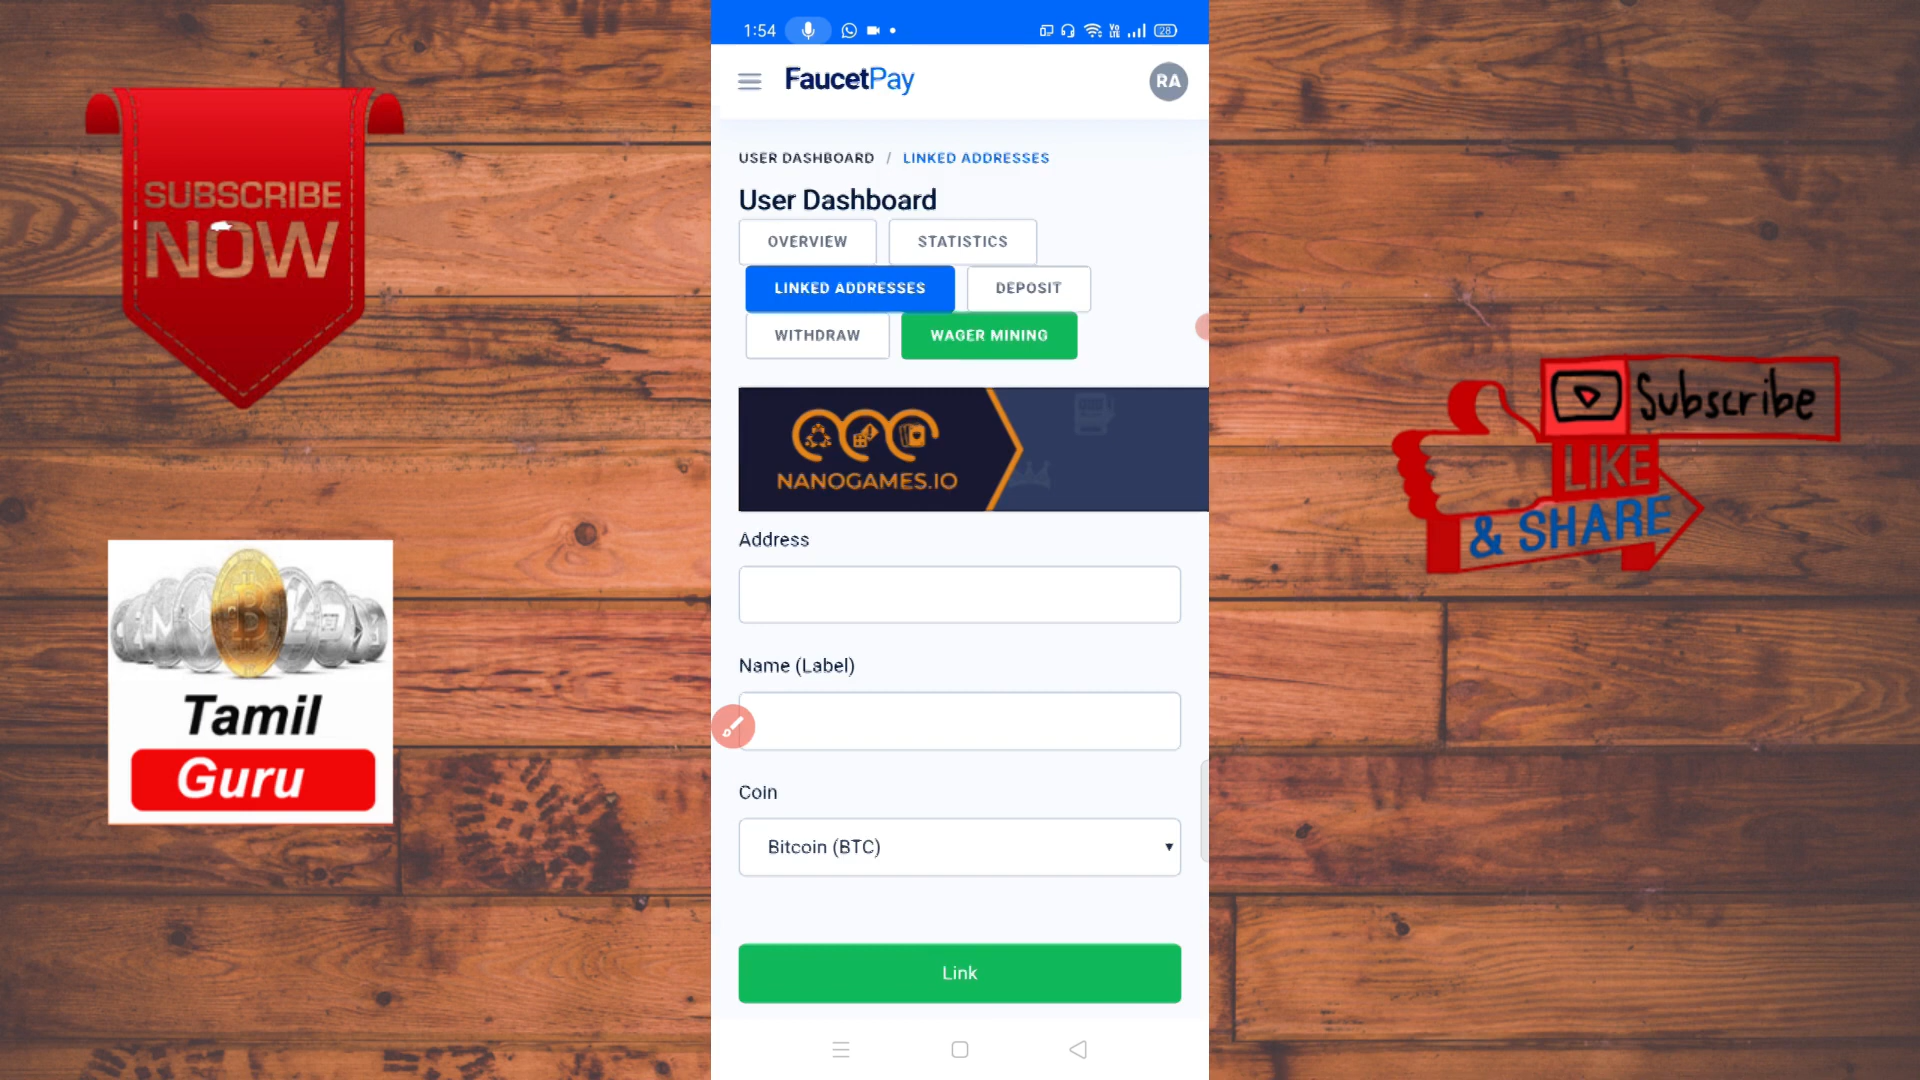 SUBSCRIBE
NOW
Tamil
Guru
1:54
28
FaucetPay
RA
USER DASHBOARD / LINKED ADDRESSES
User Dashboard
OVERVIEW
STATISTICS
LINKED ADDRESSES
DEPOSIT
WITHDRAW
WAGER MINING
NANOGAMES.IO
Address
Name (Label)
Coin
Bitcoin (BTC)
Link
Subscribe
LIKE
& SHARE